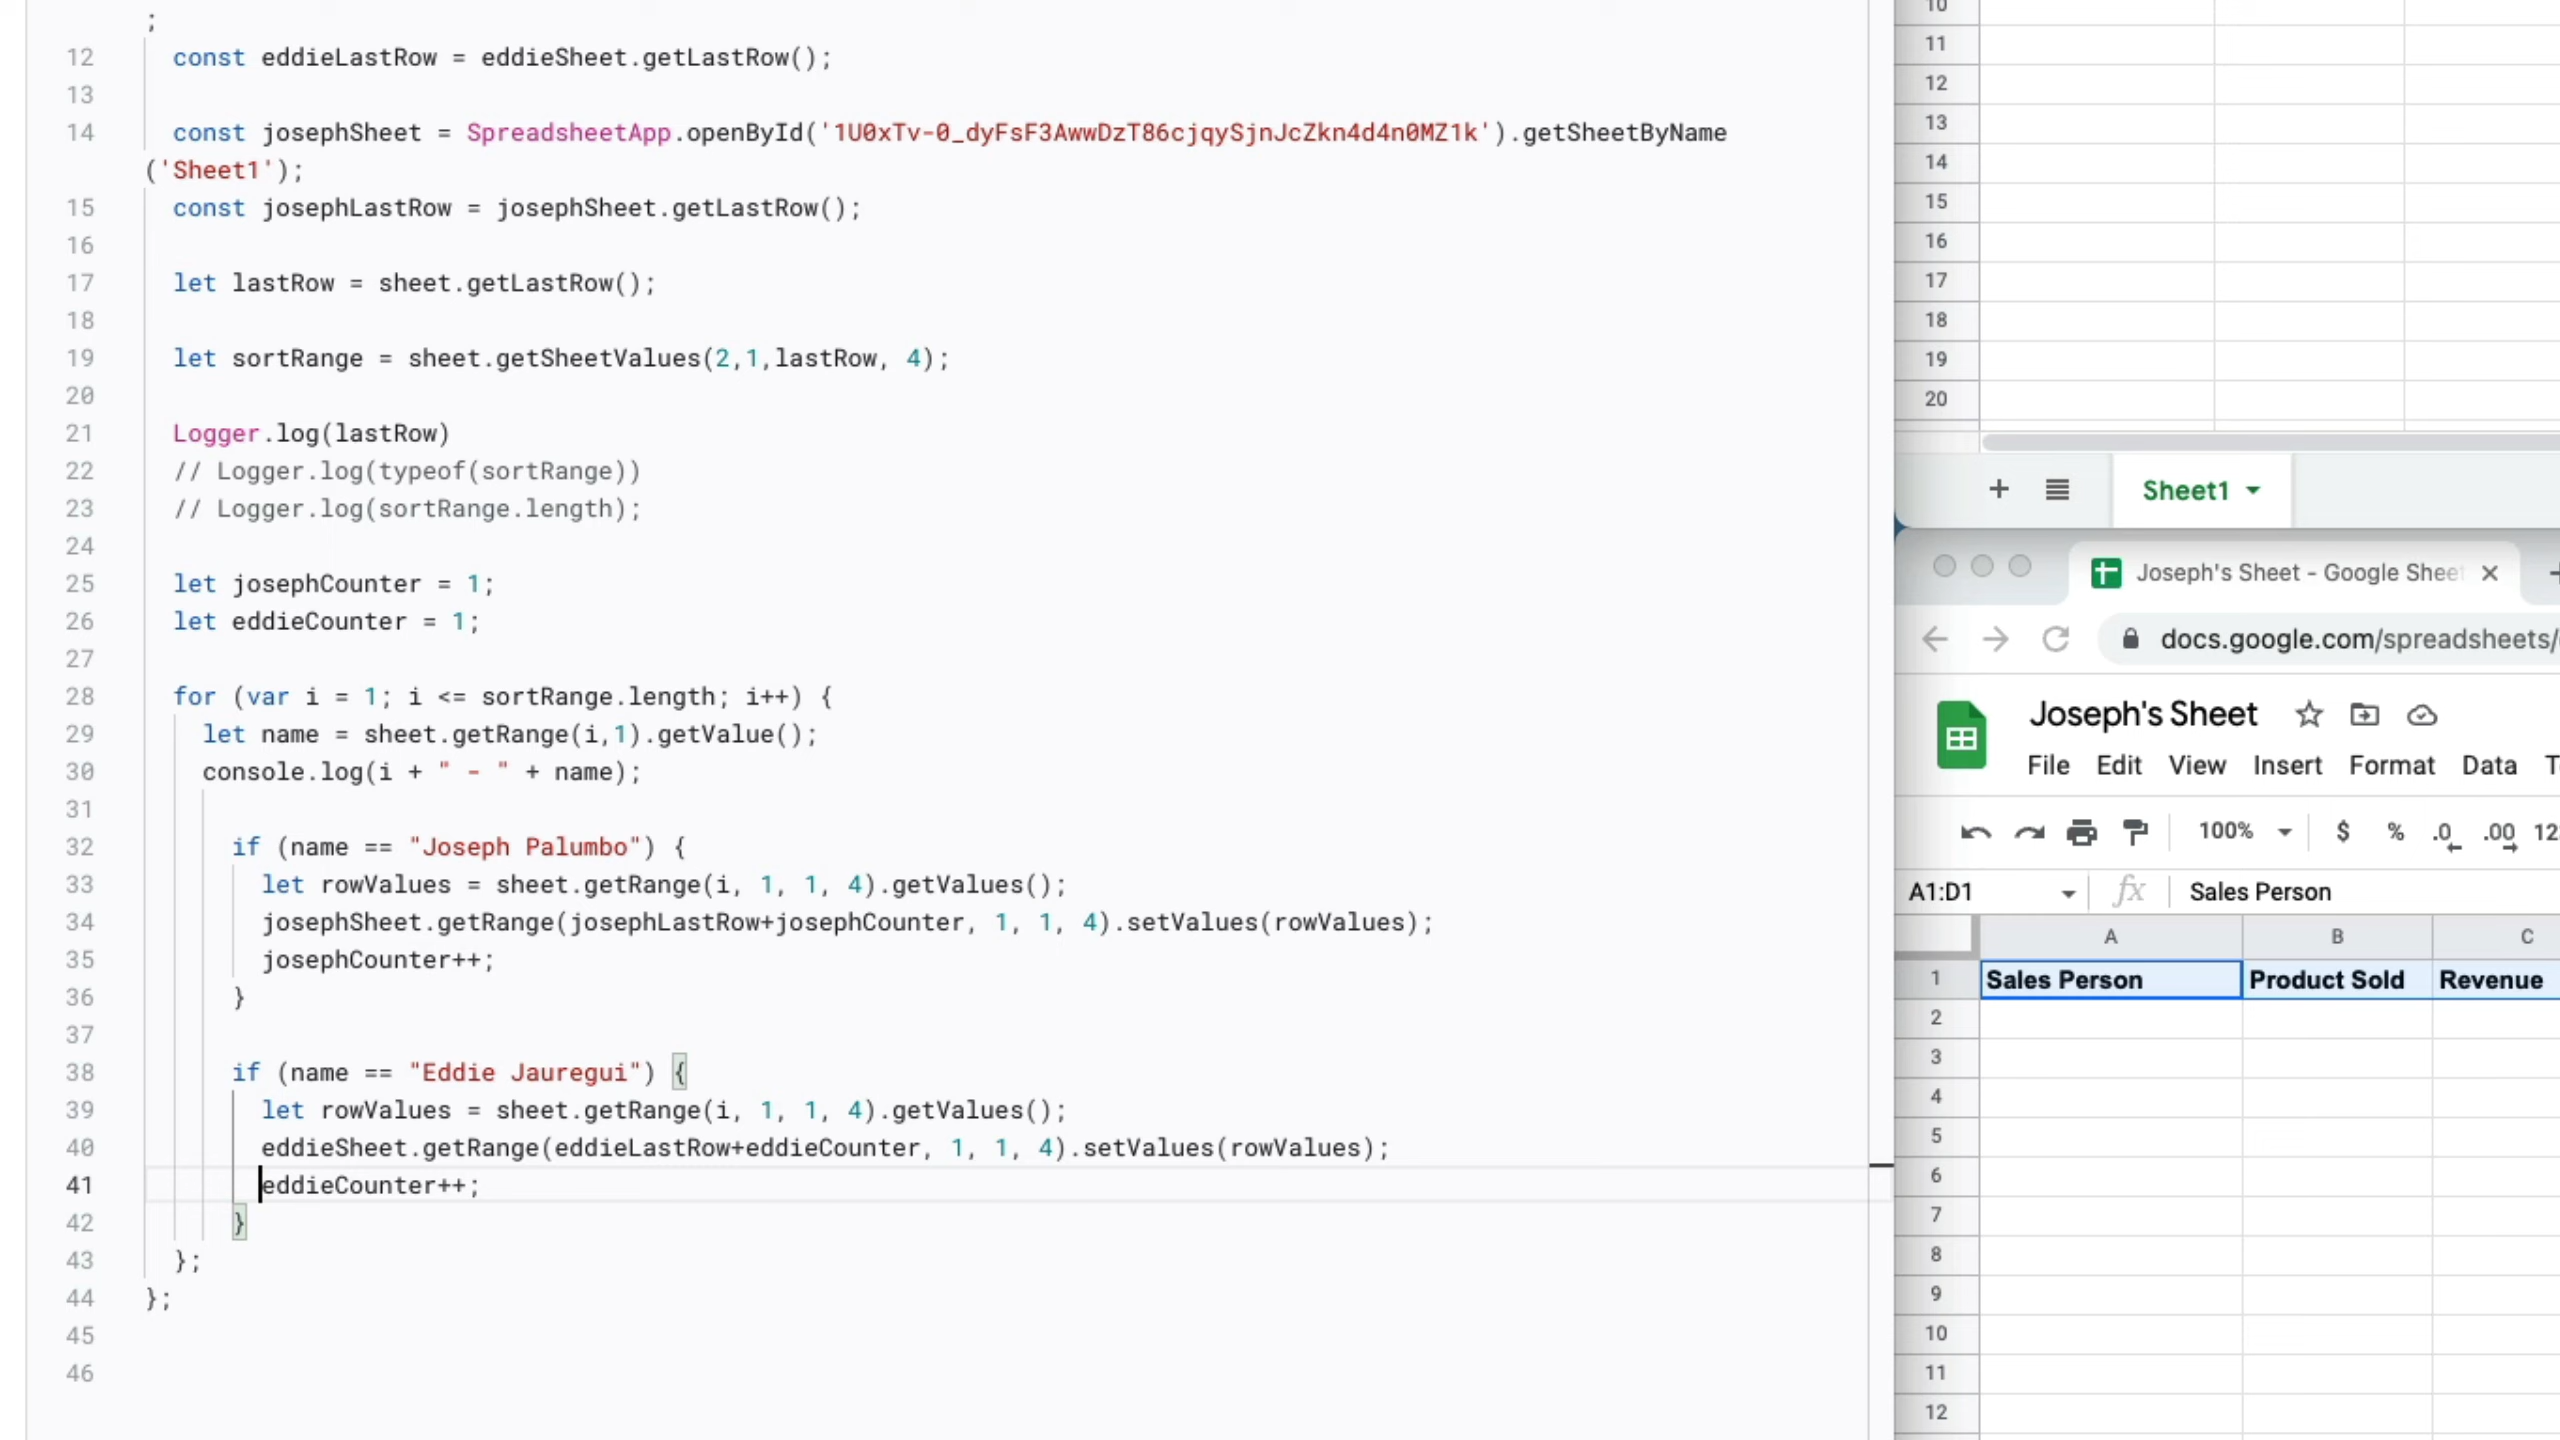 ;
12 const eddieLastRow = eddieSheet.getLastRow();
13
14 const josephSheet = SpreadsheetApp.openById('1U0xTv-0_dyFsF3AwwDzT86cjqySjnJcZkn4d4n0MZ1k').getSheetByName
('Sheet1');
15 const josephLastRow = josephSheet.getLastRow();
16
17 let lastRow = sheet.getLastRow();
18
19 let sortRange = sheet.getSheetValues(2,1,lastRow, 4);
20
21 Logger.log(lastRow)
22 // Logger.log(typeof(sortRange))
23 // Logger.log(sortRange.length);
24
25 let josephCounter = 1;
26 let eddieCounter = 1;
27
28 for (var i = 1; i <= sortRange.length; i++) {
29 let name = sheet.getRange(i,1).getValue();
30 console.log(i + " - " + name);
31
32 if (name == "Joseph Palumbo") {
33 let rowValues = sheet.getRange(i, 1, 1, 4).getValues();
34 josephSheet.getRange(josephLastRow+josephCounter, 1, 1, 4).setValues(rowValues);
35 josephCounter++;
36 }
37
38 if (name == "Eddie Jauregui") {
39 let rowValues = sheet.getRange(i, 1, 1, 4).getValues();
40 eddieSheet.getRange(eddieLastRow+eddieCounter, 1, 1, 4).setValues(rowValues);
41 eddieCounter++;
42 }
43 };
44 };
45
46
10
11
12
13
14
15
16
17
18
19
20
+ Sheet1
Joseph's Sheet - Google Sheet
docs.google.com/spreadsheets/
Joseph's Sheet
File Edit View Insert Format Data
100% $ % .0 .00 12
A1:D1 fx Sales Person
A B C
1 Sales Person Product Sold Revenue
2
3
4
5
6
7
8
9
10
11
12